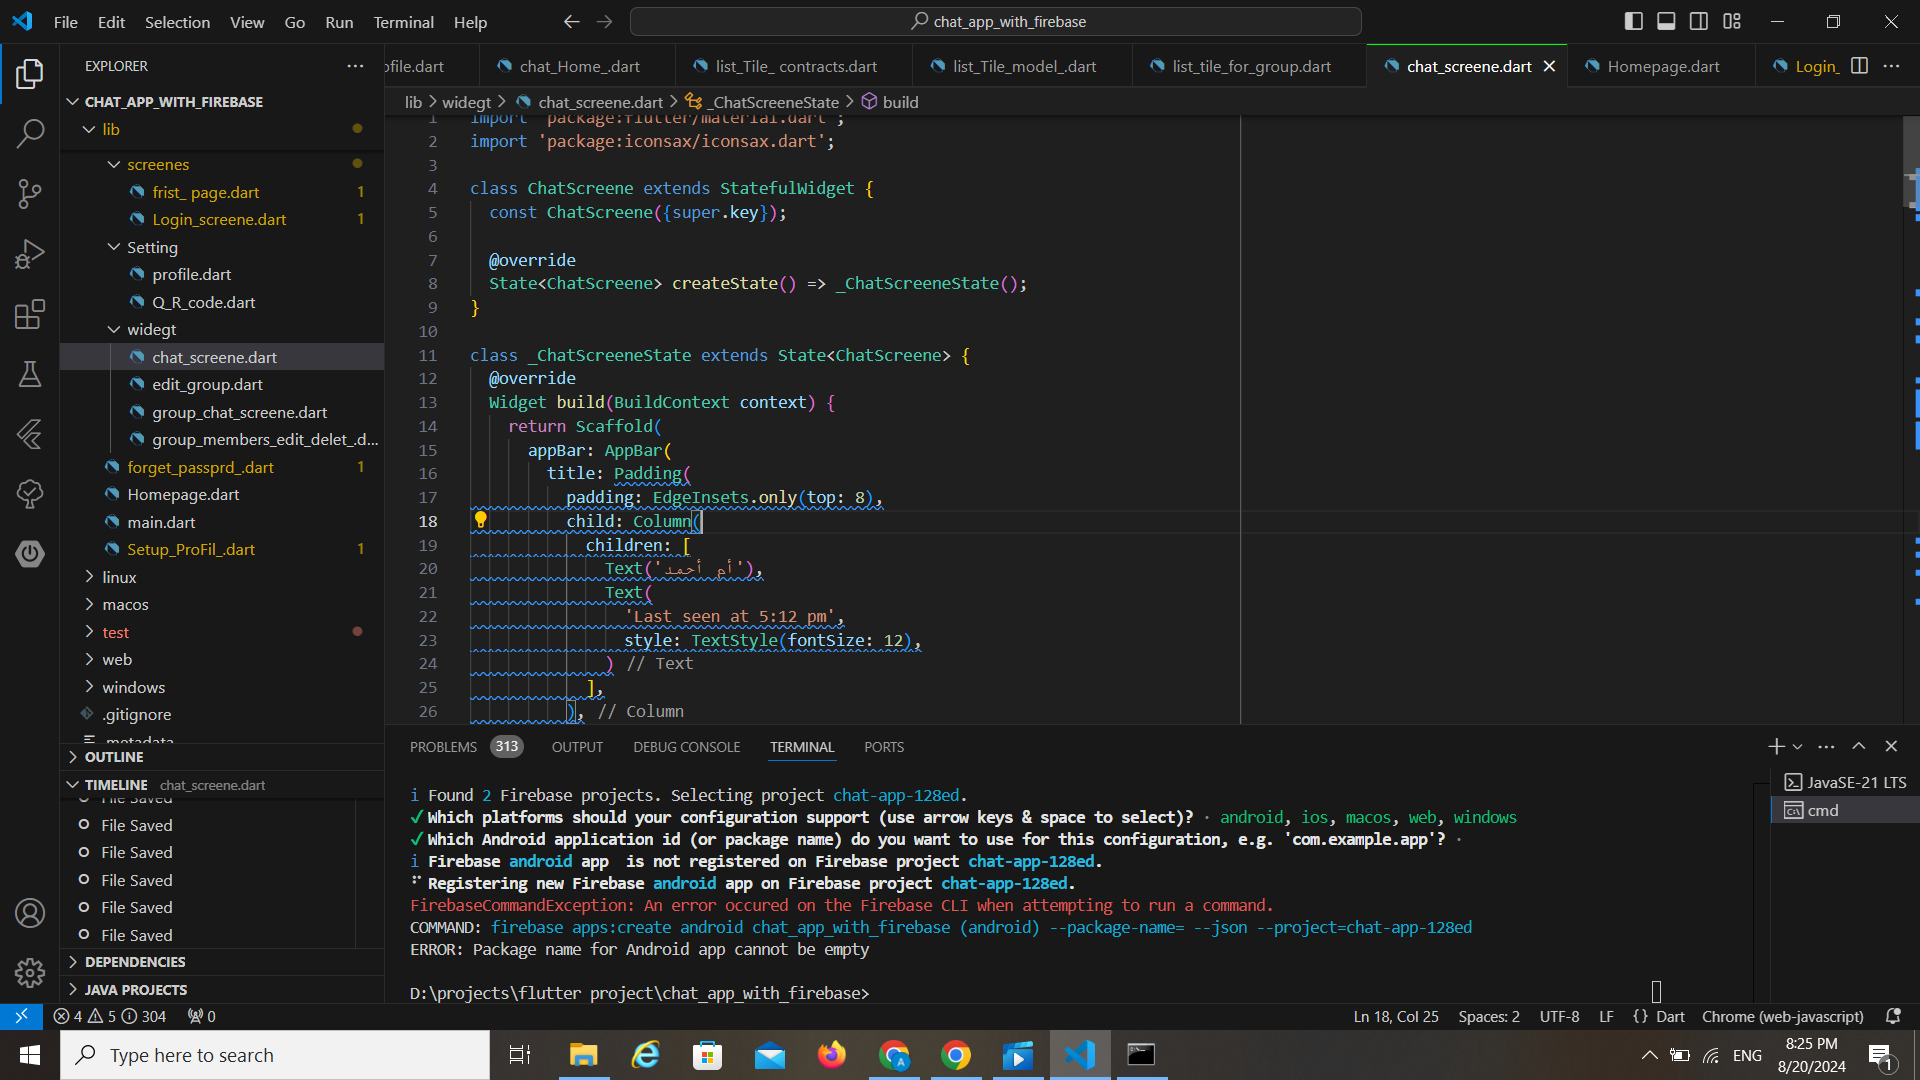 File Edit Selection View Go Run Terminal Help
chat_app_with_firebase
EXPLORER
ofile.dart
chat_Home_.dart
list_Tile_ contracts.dart
list_Tile_model_.dart
list_tile_for_group.dart
chat_screene.dart
Homepage.dart
Login_
lib > widegt > chat_screene.dart > _ChatScreeneState > build
CHAT_APP_WITH_FIREBASE
lib
screenes
frist_ page.dart 1
Login_screene.dart 1
Setting
profile.dart
Q_R_code.dart
widegt
chat_screene.dart
edit_group.dart
group_chat_screene.dart
group_members_edit_delet_.d...
forget_passprd_.dart 1
Homepage.dart
main.dart
Setup_ProFil_.dart 1
linux
macos
test
web
windows
.gitignore
.metadata
OUTLINE
TIMELINE chat_screene.dart
File Saved
File Saved
File Saved
File Saved
File Saved
File Saved
DEPENDENCIES
JAVA PROJECTS
1 import 'package:flutter/material.dart';
2 import 'package:iconsax/iconsax.dart';
3
4 class ChatScreene extends StatefulWidget {
5 const ChatScreene({super.key});
6
7 @override
8 State<ChatScreene> createState() => _ChatScreeneState();
9 }
10
11 class _ChatScreeneState extends State<ChatScreene> {
12 @override
13 Widget build(BuildContext context) {
14 return Scaffold(
15 appBar: AppBar(
16 title: Padding(
17 padding: EdgeInsets.only(top: 8),
18 child: Column(
19 children: [
20 Text('أم أحمد'),
21 Text(
22 'Last seen at 5:12 pm',
23 style: TextStyle(fontSize: 12),
24 ) // Text
25 ],
26 ), // Column
PROBLEMS 313 OUTPUT DEBUG CONSOLE TERMINAL PORTS
i Found 2 Firebase projects. Selecting project chat-app-128ed.
✓ Which platforms should your configuration support (use arrow keys & space to select)? · android, ios, macos, web, windows
✓ Which Android application id (or package name) do you want to use for this configuration, e.g. 'com.example.app'? ·
i Firebase android app  is not registered on Firebase project chat-app-128ed.
⠋ Registering new Firebase android app on Firebase project chat-app-128ed.
FirebaseCommandException: An error occured on the Firebase CLI when attempting to run a command.
COMMAND: firebase apps:create android chat_app_with_firebase (android) --package-name= --json --project=chat-app-128ed
ERROR: Package name for Android app cannot be empty
D:\projects\flutter project\chat_app_with_firebase>
JavaSE-21 LTS
cmd
4 5 304 0
Ln 18, Col 25 Spaces: 2 UTF-8 LF {} Dart Chrome (web-javascript)
Type here to search
A
ENG
8:25 PM
8/20/2024
1